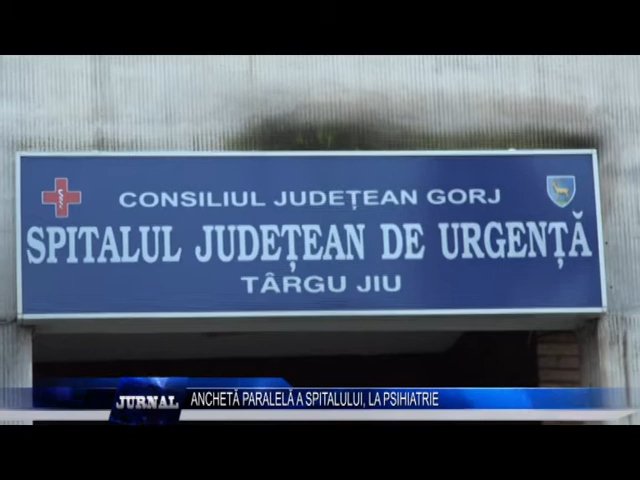 CONSILIUL JUDEȚEAN GORJ
SPITALUL JUDEȚEAN DE URGENȚĂ
TÂRGU JIU
JURNAL
ANCHETĂ PARALELĂ A SPITALULUI, LA PSIHIATRIE